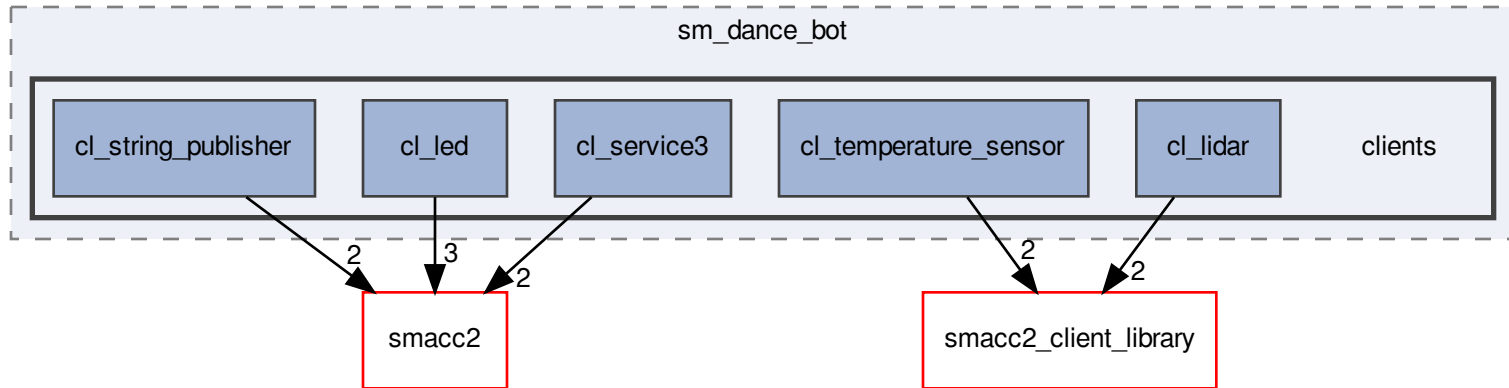 sm_dance_bot
cl_string_publisher
cl_led
cl_service3
cl_temperature_sensor
cl_lidar
clients
2
3
2
2
2
smacc2
smacc2_client_library